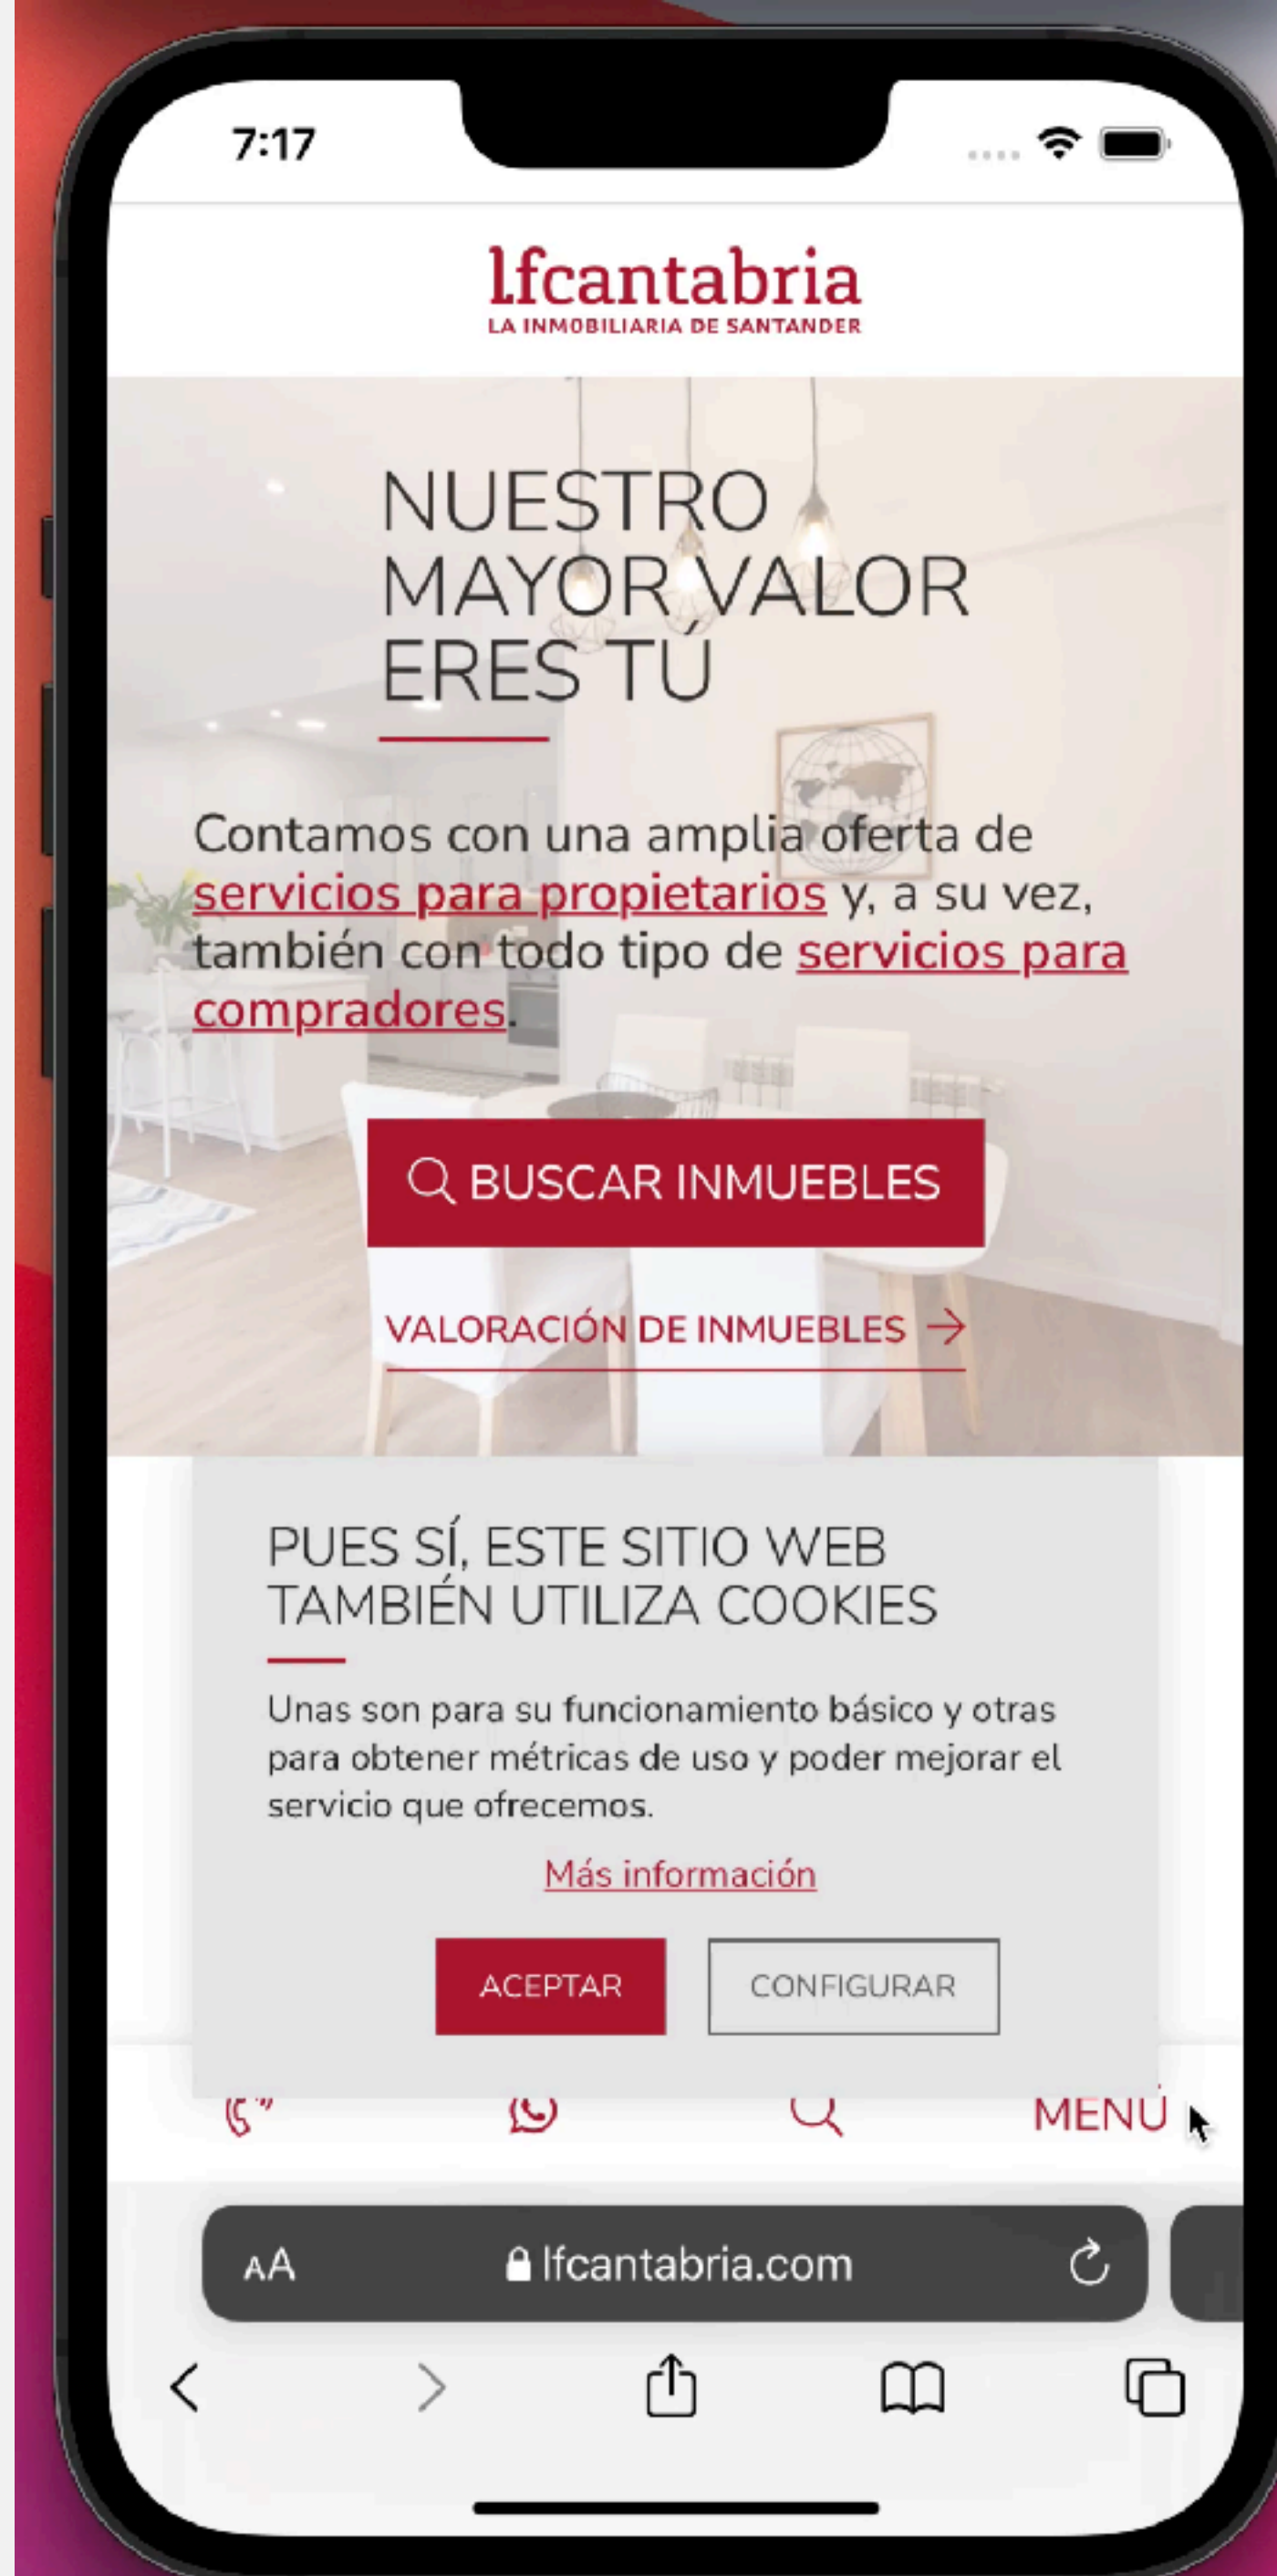 7:17
lfcantabria
LA INMOBILIARIA DE SANTANDER
NUESTRO
MAYOR VALOR
ERES TÚ
Contamos con una amplia oferta de
servicios para propietarios y, a su vez,
también con todo tipo de servicios para
compradores.
BUSCAR INMUEBLES
VALORACIÓN DE INMUEBLES →
PUES SÍ, ESTE SITIO WEB
TAMBIÉN UTILIZA COOKIES
Unas son para su funcionamiento básico y otras
para obtener métricas de uso y poder mejorar el
servicio que ofrecemos.
Más información
ACEPTAR CONFIGURAR
MENÚ
AA lfcantabria.com